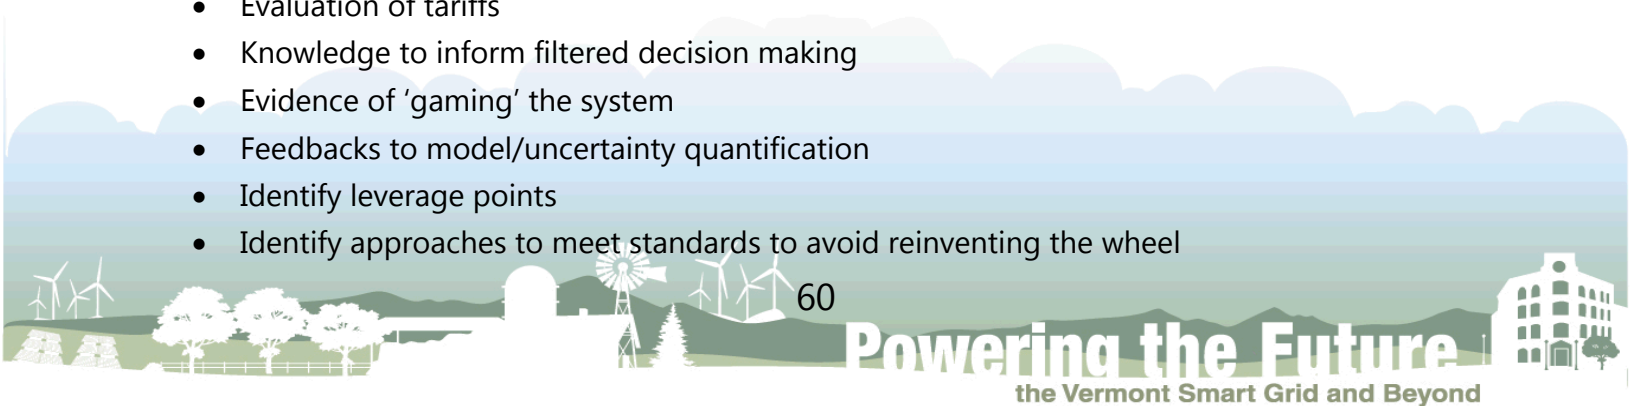 • Evaluation of tariffs
• Knowledge to inform filtered decision making
• Evidence of ‘gaming’ the system
• Feedbacks to model/uncertainty quantification
• Identify leverage points
• Identify approaches to meet standards to avoid reinventing the wheel
60
Powering the Future
the Vermont Smart Grid and Beyond